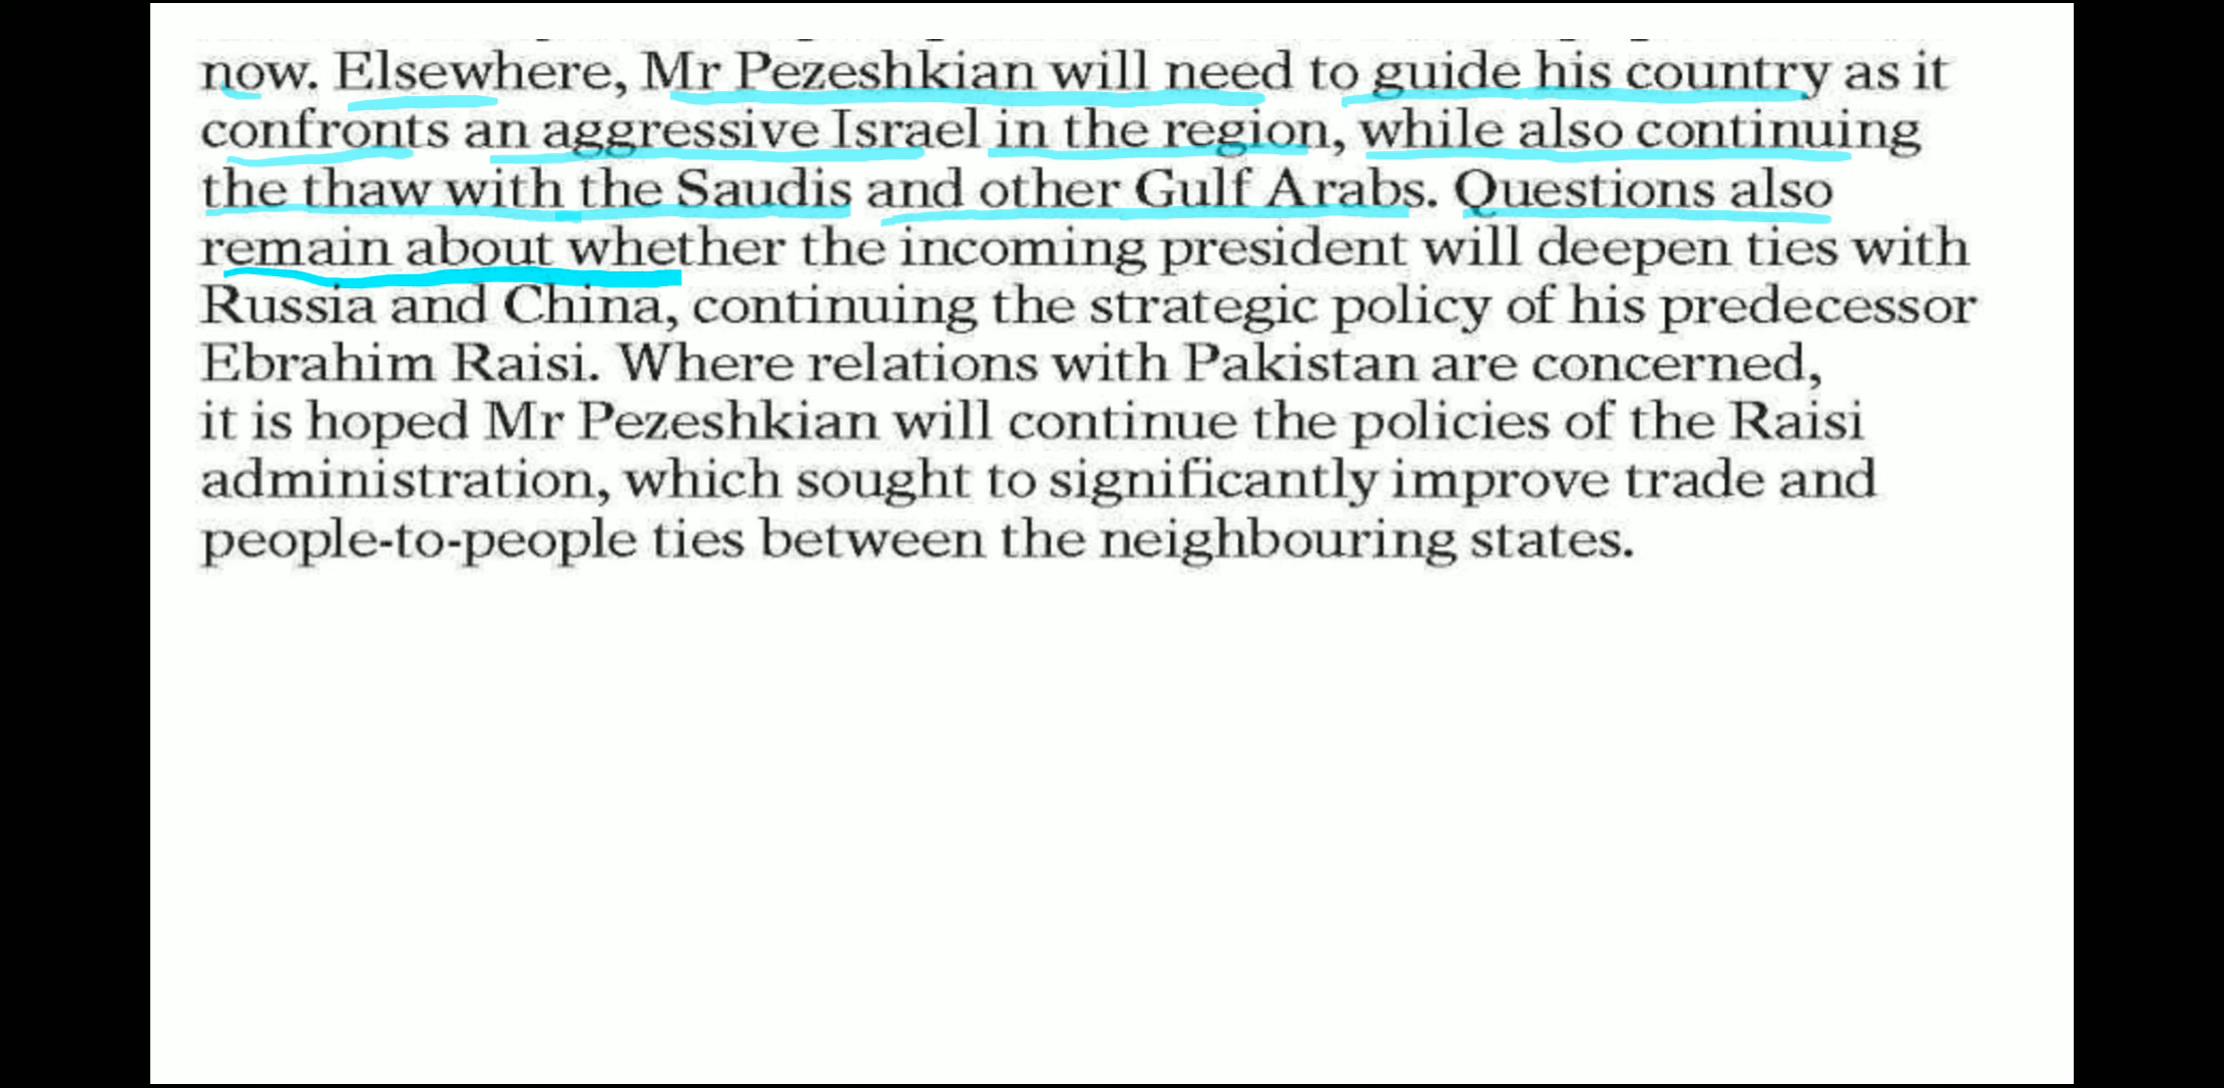 now. Elsewhere, Mr Pezeshkian will need to guide his country as it
confronts an aggressive Israel in the region, while also continuing
the thaw with the Saudis and other Gulf Arabs. Questions also
remain about whether the incoming president will deepen ties with
Russia and China, continuing the strategic policy of his predecessor
Ebrahim Raisi. Where relations with Pakistan are concerned,
it is hoped Mr Pezeshkian will continue the policies of the Raisi
administration, which sought to significantly improve trade and
people-to-people ties between the neighbouring states.